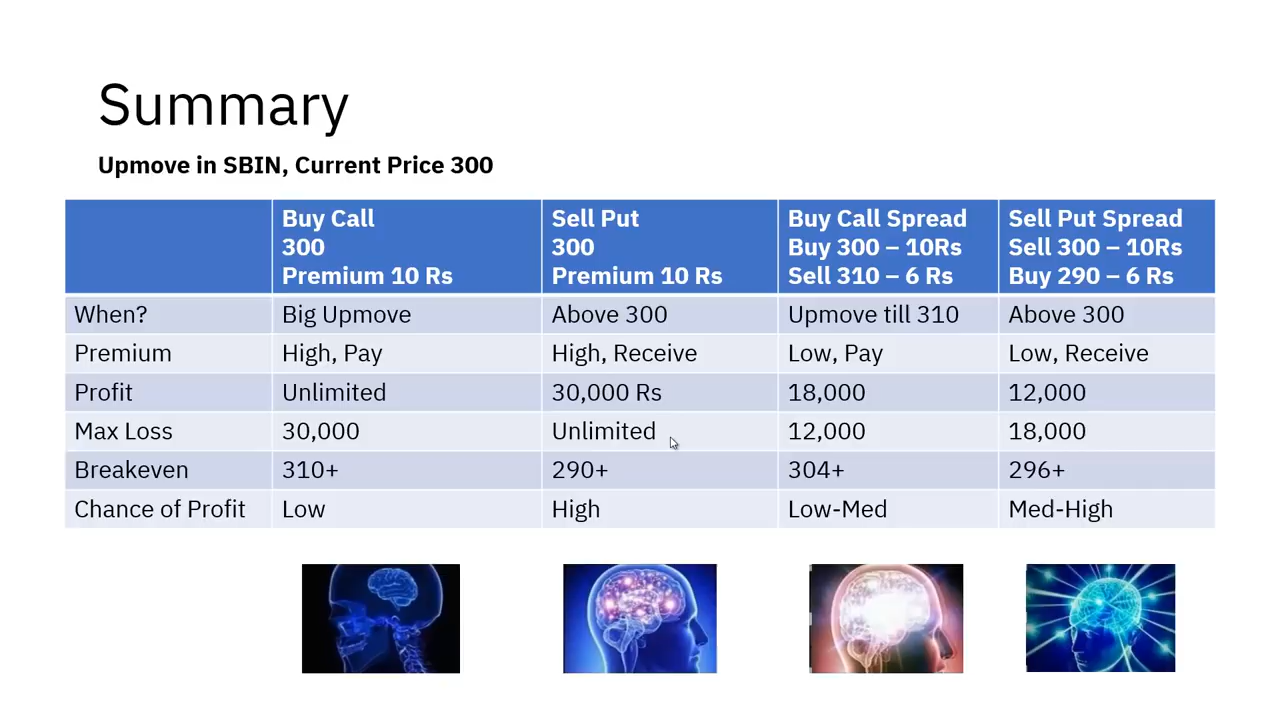 Summary
Upmove in SBIN, Current Price 300
Buy Call Sell Put Buy Call Spread Sell Put Spread
300 300 Buy 300 – 10Rs Sell 300 – 10Rs
Premium 10 Rs Premium 10 Rs Sell 310 – 6 Rs Buy 290 – 6 Rs
When? Big Upmove Above 300 Upmove till 310 Above 300
Premium High, Pay High, Receive Low, Pay Low, Receive
Profit Unlimited 30,000 Rs 18,000 12,000
Max Loss 30,000 Unlimited 12,000 18,000
Breakeven 310+ 290+ 304+ 296+
Chance of Profit Low High Low-Med Med-High